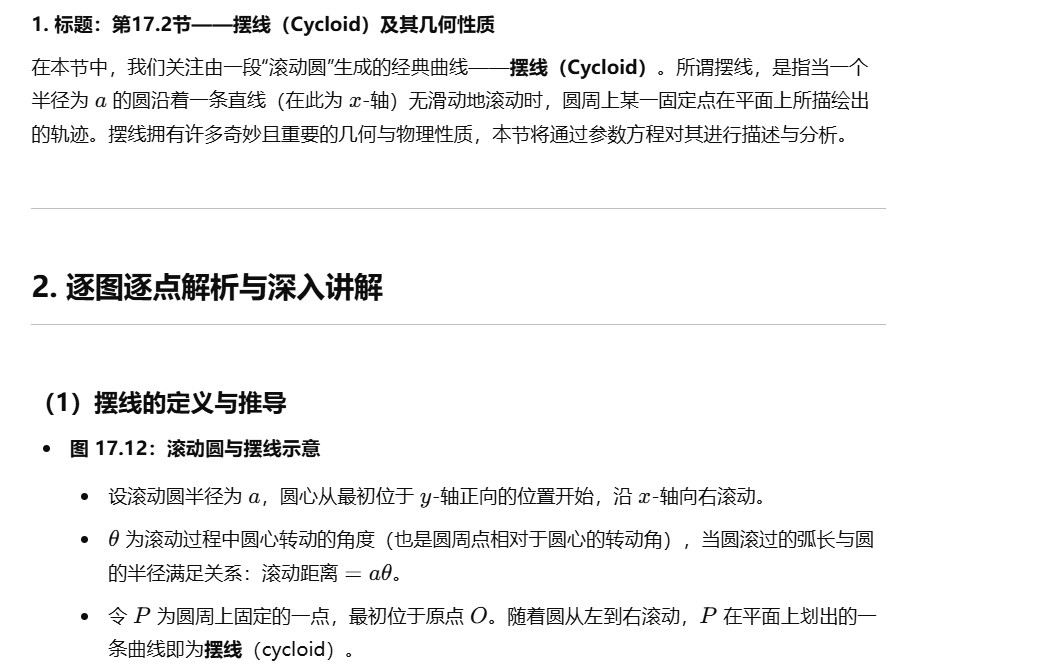 1. 标题：第17.2节——摆线（Cycloid）及其几何性质
在本节中，我们关注由一段“滚动圆”生成的经典曲线——摆线（Cycloid）。所谓摆线，是指当一个
半径为 a 的圆沿着一条直线（在此为 x-轴）无滑动地滚动时，圆周上某一固定点在平面上所描绘出
的轨迹。摆线拥有许多奇妙且重要的几何与物理性质，本节将通过参数方程对其进行描述与分析。
2. 逐图逐点解析与深入讲解
（1）摆线的定义与推导
• 图 17.12：滚动圆与摆线示意
• 设滚动圆半径为 a，圆心从最初位于 y-轴正向的位置开始，沿 x-轴向右滚动。
• θ 为滚动过程中圆心转动的角度（也是圆周点相对于圆心的转动角），当圆滚过的弧长与圆
的半径满足关系：滚动距离 = aθ。
• 令 P 为圆周上固定的一点，最初位于原点 O。随着圆从左到右滚动，P 在平面上划出的一
条曲线即为摆线（cycloid）。